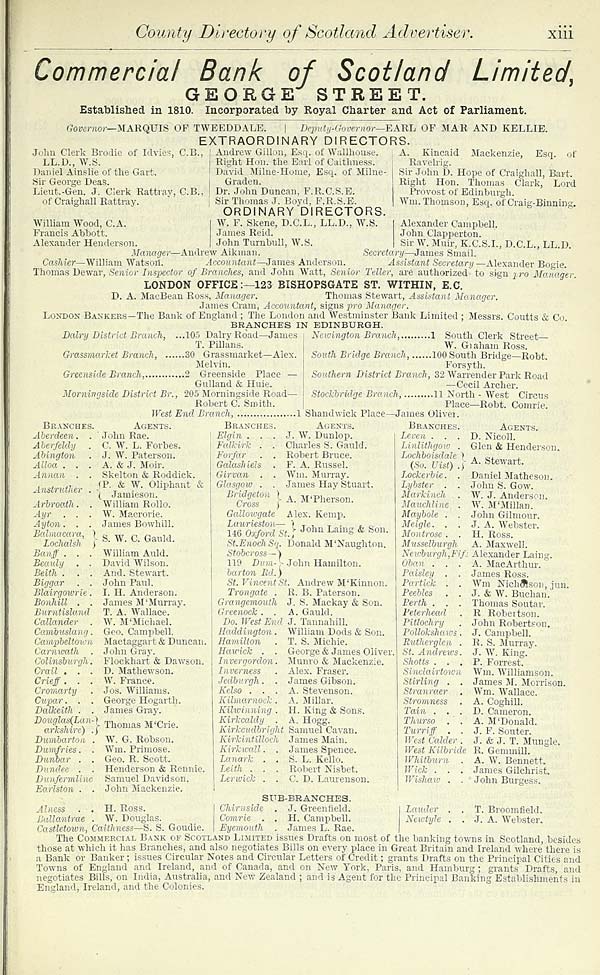 County Directory of Scotland Advertiser. xiii
Commercial Bank of Scotland Limited,
GEORGE STREET.
Established in 1810. Incorporated by Royal Charter and Act of Parliament.
Governor—MARQUIS OF TWEEDDALE. | Deputy-Governor—EARL OF MAR AND KELLIE.
EXTRAORDINARY DIRECTORS.
John Clerk Brodie of Idvies, C.B.,
LL.D., W.S.
Daniel Ainslie of the Gart.
Sir George Deas.
Lieut.-Gen. J. Clerk Rattray, C.B.,
of Craighall Rattray.
Andrew Gillon, Esq. of Wallhouse.
Right Hon. the Earl of Caithness.
David Milne-Home, Esq. of Milne-
Graden.
Dr. John Duncan, F.R.C.S.E.
Sir Thomas J. Boyd, F.R.S.E.
A. Kincaid Mackenzie, Esq. of
Ravelrig.
Sir John D. Hope of Craighall, Bart.
Right Hon. Thomas Clark, Lord
Provost of Edinburgh.
Wm. Thomson, Esq. of Craig-Binning.
ORDINARY DIRECTORS.
William Wood, C.A.
Francis Abbott.
Alexander Henderson.
W. F. Skene, D.C.L., LL.D., W.S.
James Reid.
John Turnbull, W.S.
Alexander Campbell.
John Clapperton.
Sir W. Muir, K.C.S.I., D.C.L., LL.D.
Manager—Andrew Aikman. Secretary—James Small.
Cashier—William Watson. Accountant—James Anderson. Assistant Secretary—Alexander Bogie.
Thomas Dewar, Senior Inspector of Branches, and John Watt, Senior Teller, are authorized to sign pro Manager.
LONDON OFFICE:—123 BISHOPSGATE ST. WITHIN, E.C.
D. A. MacBean Ross, Manager. Thomas Stewart, Assistant Manager.
James Cram, Accountant, signs pro Manager.
LONDON BANKERS—The Bank of England; The London and Westminster Bank Limited; Messrs. Coutts & Co.
BRANCHES IN EDINBURGH.
Dalry District Branch, ...105 Dalry Road—James
T. Pillans.
Grassmarket Branch, ......30 Grassmarket—Alex.
Melvin.
Greenside Branch,............2 Greenside Place —
Gulland & Huie.
Morningside District Br., 205 Morningside Road—
Robert C. Smith.
Newington Branch,.........1 South Clerk Street—
W. Graham Ross.
South Bridge Branch,......100 South Bridge—Robt.
Forsyth.
Southern District Branch, 32 Warrender Park Road
—Cecil Archer.
Stockbridge Branch,.........11 North-West Circus
Place—Robt. Comrie.
West End Branch, ..................1 Shandwick Place—James Oliver.
BRANCHES. AGENTS.
Aberdeen. . John Rae.
Aberfeldy . C. W. L. Forbes.
Abington . J. W. Paterson.
Alloa . . . A. & J. Moir.
Annan . . Skelton & Roddick.
Anstruther . { P. & W. Oliphant &
Jamieson.
Arbroath . . William Rollo.
Ayr . . . W. Macrorie.
Ayton. . . James Bowhill.
Balmacara, }
Lochalsh } S. W. C. Gauld.
Banff . . . William Auld.
Beauly . . David Wilson.
Beith . . . And. Stewart.
Biggar . . John Paul.
Blairgowrie . I. H. Anderson.
Bonhill . . James M'Murray.
Burntisland T. A. Wallace.
Callander . W. M'Michael.
Cambuslang . Geo. Campbell.
Campbeltown Mactaggart & Duncan.
Carnwath . John Gray.
Colinsburgh . Flockhart & Dawson.
Crail . . . D. Mathewson.
Crieff . . . W. France.
Cromarty . Jos. Williams.
Cupar. . . George Hogarth.
Dalkeith . . James Gray.
Douglas(Lan- }
arkshire) . } Thomas M'Crie.
Dumbarton . W. G. Robson.
Dumfries. . Wm. Primose.
Dunbar . . Geo. R. Scott.
Dundee . . Henderson & Rennie.
Dunfermline Samuel Davidson.
Earlston . . John Mackenzie.
BRANCHES. AGENTS.
Elgin . . . J. W. Dunlop.
Falkirk . . Charles S. Gauld.
Forfar . . Robert Bruce.
Galashiels . F. A. Russel.
Girvan . . Wm. Murray.
Glasgow . . James Hay Stuart.
Bridgeton }
Cross } A. M'Pherson.
Gallowgate Alex. Kemp.
Laurieston— }
146 Oxford St. } John Laing & Son.
St. Enoch Sq. Donald M'Naughton.
Stobcross— }
119 Dum- } John Hamilton.
barton Rd. }
St. Vincent St. Andrew M'Kinnon.
Trongate . R. B. Paterson.
Grangemouth J. S. Mackay & Son.
Greenock . . A. Gauld.
Do. West End J. Tannahill.
Haddington . William Dods & Son.
Hamilton . T. S. Michie.
Hawick . . George & James Oliver.
Invergordon. Munro & Mackenzie.
Inverness . Alex. Fraser.
Jedburgh . . James Gibson.
Kelso . . . A. Stevenson.
Kilmarnock . A. Millar.
Kilwinning . H. King & Sons.
Kirkcaldy . A. Hogg.
Kirkcudbright Samuel Cavan.
Kirkintilloch James Main.
Kirkwall . . James Spence.
Lanark . . S. L. Kello.
Leith . . . Robert Nisbet.
Lerwick . . C. D. Laurenson.
BRANCHES. AGENTS.
Leven . . . D. Nicoll.
Linlithgow . Glen & Henderson.
Lochboisdale }
(So. Uist) . } A. Stewart.
Lockerbie. . Daniel Matheson.
Lybster . . John S. Gow.
Markinch . W. J. Anderson.
Mauchline . W. M'Millan.
Maybole . . John Gilmour.
Meigle. . . J. A. Webster.
Montrose . H. Ross.
Musselburgh A. Maxwell.
Newburgh, Fif. Alexander Laing.
Oban . . . A. MacArthur.
Paisley . . James Ross.
Partick . . Wm Nicholson, jun.
Peebles . . J. & W. Buchan.
Perth . . . Thomas Soutar.
Peterhead . R. Robertson.
Pitlochry . John Robertson.
Pollokshaws . J. Campbell.
Rutherglen . R. S. Murray.
St. Andrews. J. W. King.
Shotts . . . P. Forrest.
Sinclairtown Wm. Williamson.
Stirling . . James M. Morrison.
Stranraer . Wm. Wallace.
Stromness . A. Coghill.
Tain . . . D. Cameron.
Thurso . . A. M'Donald.
Turriff . . J. F. Souter.
West Calder . J. & J. T. Mungle.
West Kilbride R. Gemmill.
Whitburn . A. W. Bennett.
Wick . . . James Gilchrist.
Wishaw . . John Burgess.
SUB-BRANCHES.
Alness . . H. Ross.
Ballantrae . W. Douglas.
Castletown, Caithness—S. S. Goudie.
Chirnside . J. Greenfield.
Comrie . . H. Campbell.
Eyemouth . James L. Rae.
Lauder . . T. Broomfield.
Newtyle . . J. A. Webster.
The COMMERCIAL BANK OF SCOTLAND LIMITED issues Drafts on most of the banking towns in Scotland, besides
those at which it has Branches, and also negotiates Bills on every place in Great Britain and Ireland where there is
a Bank or Banker; issues Circular Notes and Circular Letters of Credit; grants Drafts on the Principal Cities and
Towns of England and Ireland, and of Canada, and on New York, Paris, and Hamburg; grants Drafts, and
negotiates Bills, on India, Australia, and New Zealand; and is Agent for the Principal Banking Establishments in
England, Ireland, and the Colonies.